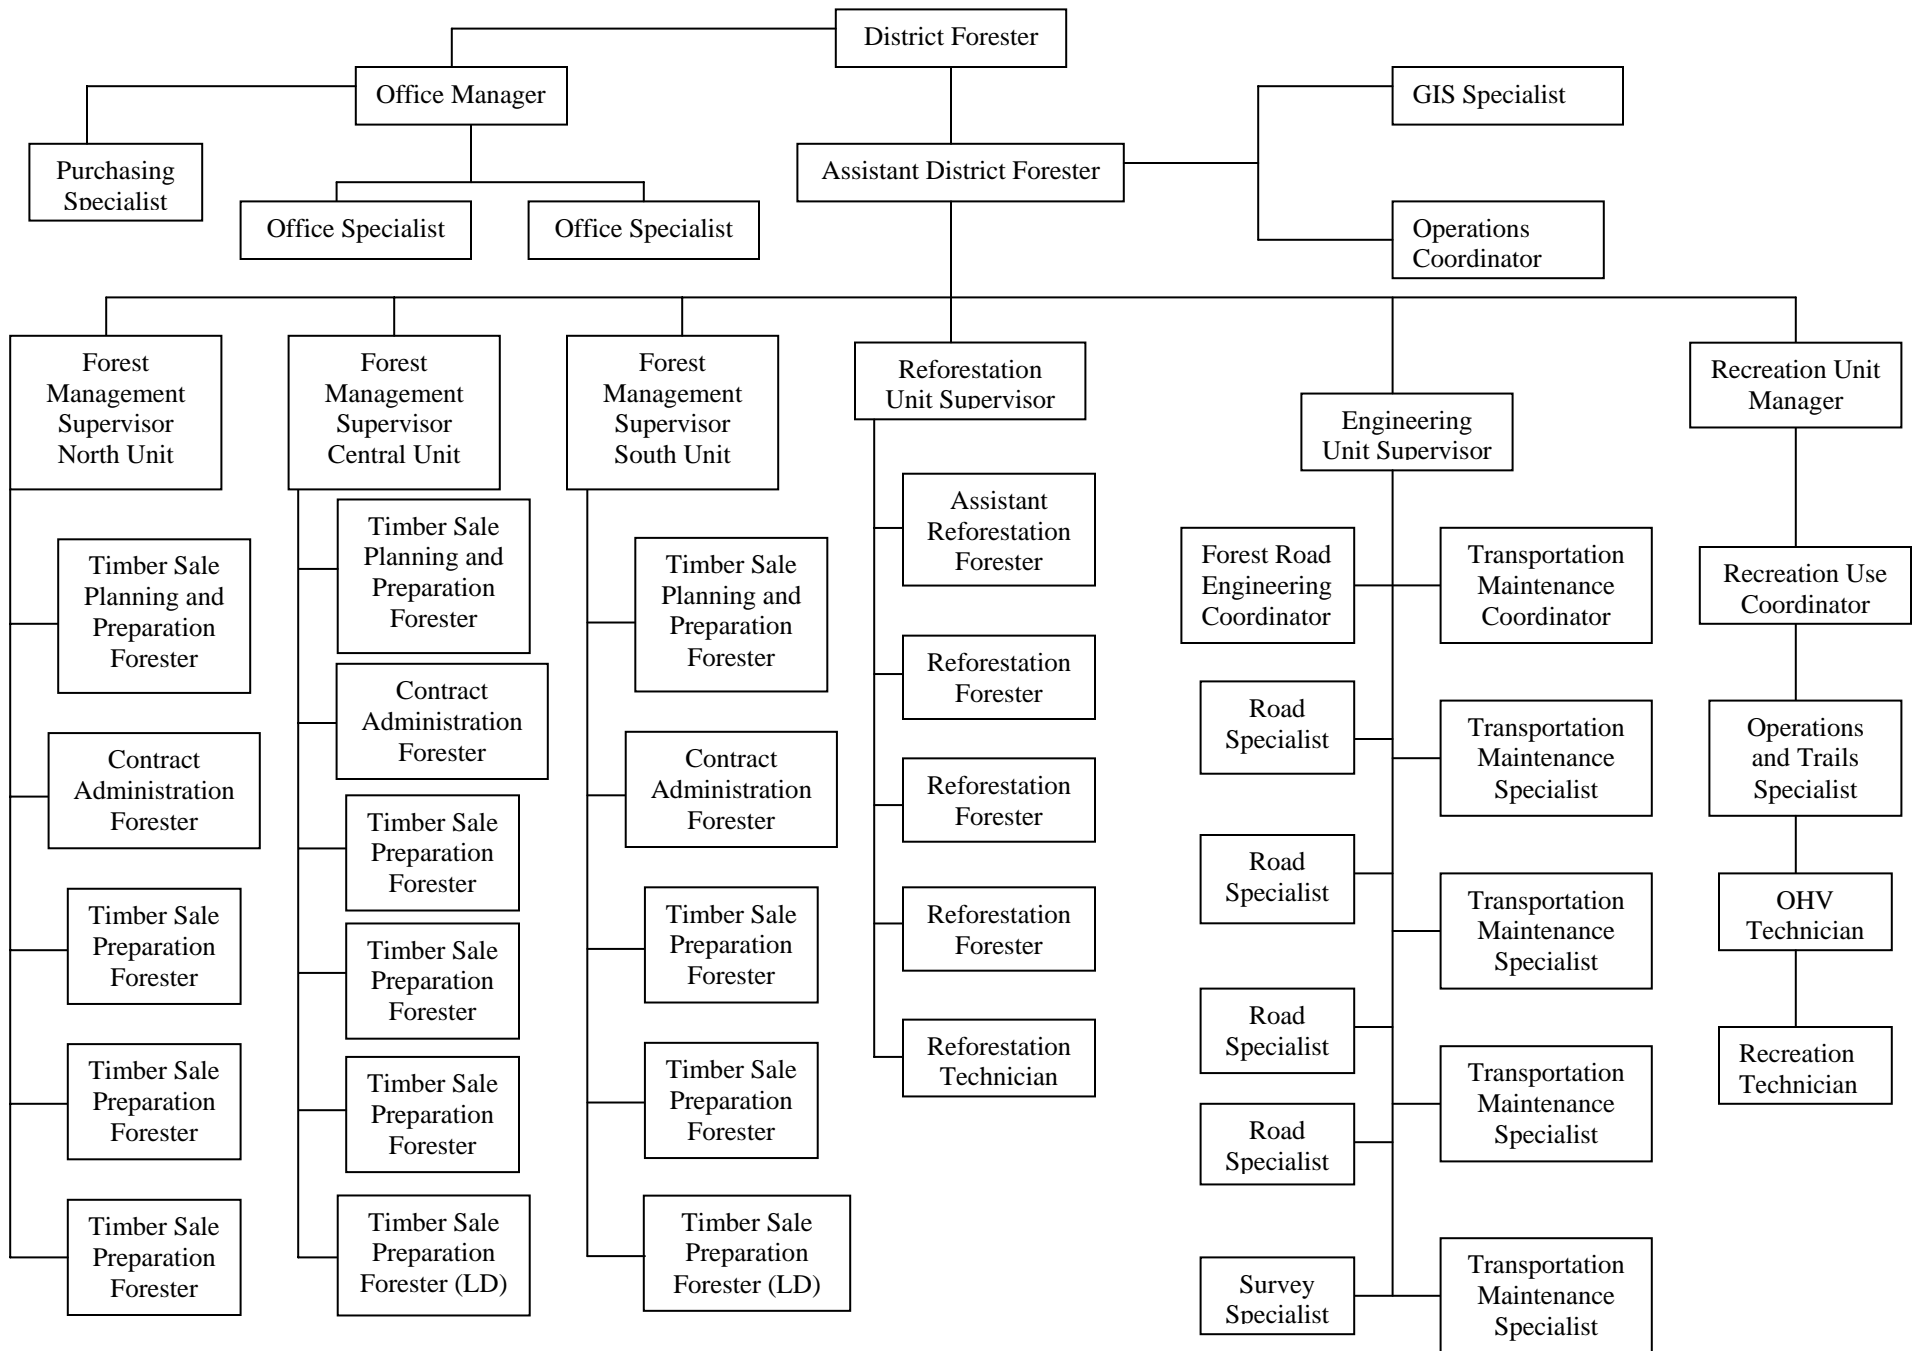 District Forester
Office Manager
GIS Specialist
Purchasing
Specialist
Assistant District Forester
Office Specialist
Office Specialist
Operations
Coordinator
Forest
Management
Supervisor
North Unit
Forest
Management
Supervisor
Central Unit
Forest
Management
Supervisor
South Unit
Reforestation
Unit Supervisor
Engineering
Unit Supervisor
Recreation Unit
Manager
Timber Sale
Planning and
Preparation
Forester
Contract
Administration
Forester
Timber Sale
Preparation
Forester
Timber Sale
Preparation
Forester
Timber Sale
Preparation
Forester
Timber Sale
Planning and
Preparation
Forester
Contract
Administration
Forester
Timber Sale
Preparation
Forester
Timber Sale
Preparation
Forester
Timber Sale
Preparation
Forester
Timber Sale
Preparation
Forester (LD)
Timber Sale
Planning and
Preparation
Forester
Contract
Administration
Forester
Timber Sale
Preparation
Forester
Timber Sale
Preparation
Forester
Timber Sale
Preparation
Forester (LD)
Assistant
Reforestation
Forester
Reforestation
Forester
Reforestation
Forester
Reforestation
Forester
Reforestation
Technician
Forest Road
Engineering
Coordinator
Road
Specialist
Road
Specialist
Road
Specialist
Road
Specialist
Survey
Specialist
Transportation
Maintenance
Coordinator
Transportation
Maintenance
Specialist
Transportation
Maintenance
Specialist
Transportation
Maintenance
Specialist
Transportation
Maintenance
Specialist
Recreation Use
Coordinator
Operations
and Trails
Specialist
OHV
Technician
Recreation
Technician